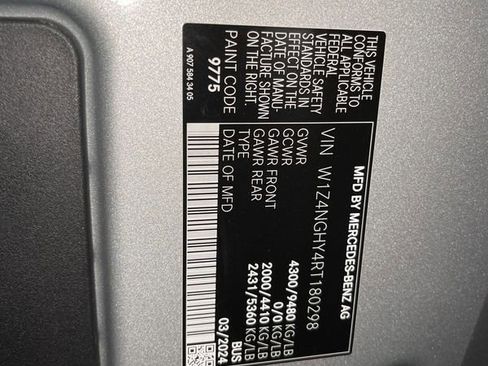 MFD BY MERCEDES-BENZ AG
VIN W1Z4NGHY4RT180298
GVWR 4300/9480 KG/LB
GCWR 0/0 KG/LB
GAWR FRONT 2000/4410 KG/LB
GAWR REAR 2431/5360 KG/LB
TYPE BUS
DATE OF MFD 03/2024
THIS VEHICLE
CONFORMS TO
ALL APPLICABLE
FEDERAL
VEHICLE SAFETY
STANDARDS IN
EFFECT ON THE
DATE OF MANU-
FACTURE SHOWN
ON THE RIGHT.
PAINT CODE
9775
A 907 584 34 05